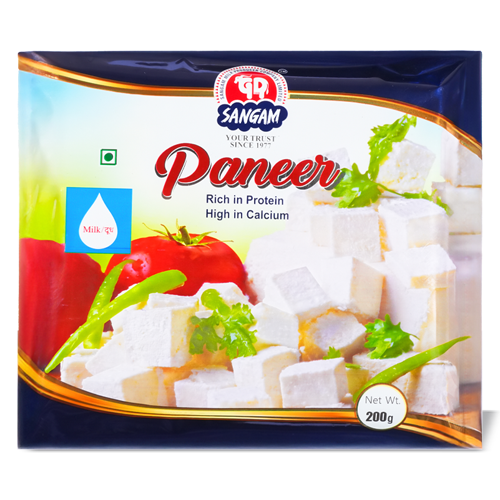 SANGAM
YOUR TRUST
SINCE 1977
Paneer
Rich in Protein
High in Calcium
Milk/दूध
Net Wt.
200g